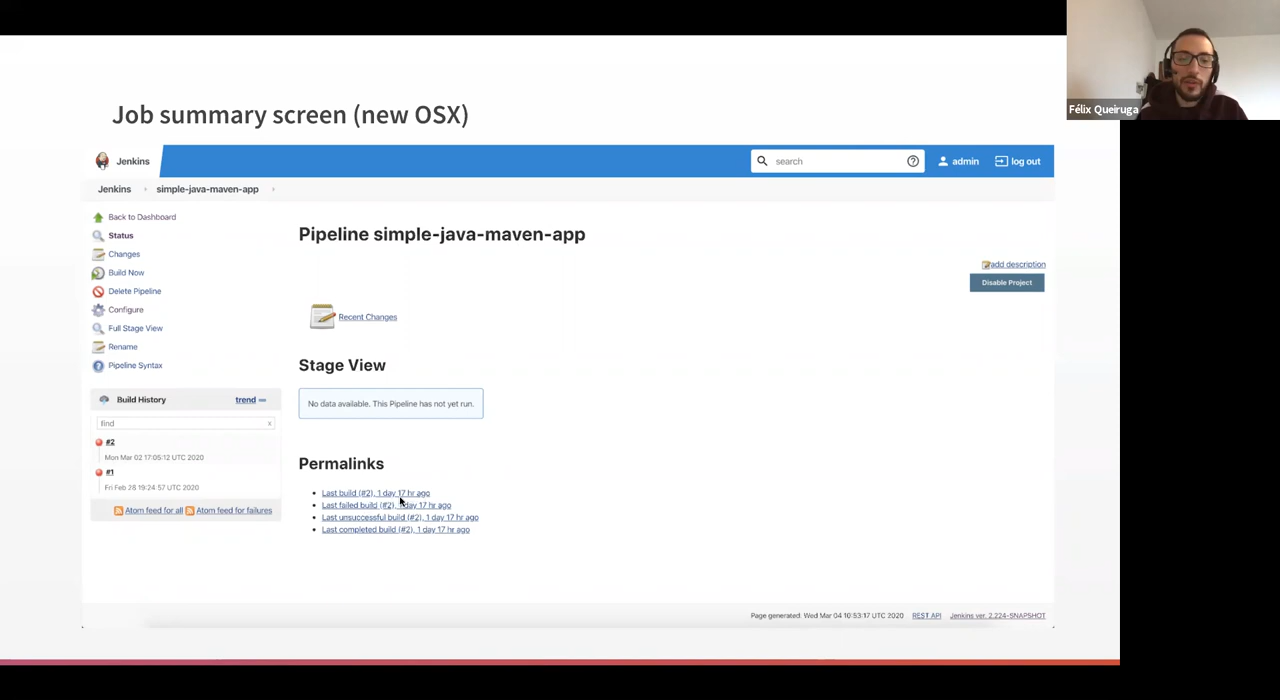 Félix Queiruga
Job summary screen (new OSX)
Jenkins
search
admin
log out
Jenkins
simple-java-maven-app
Back to Dashboard
Status
Changes
Build Now
Delete Pipeline
Configure
Full Stage View
Rename
Pipeline Syntax
Build History
trend
find
x
#2
Mon Mar 02 17:05:12 UTC 2020
#1
Fri Feb 28 19:24:57 UTC 2020
Atom feed for all
Atom feed for failures
Pipeline simple-java-maven-app
add description
Disable Project
Recent Changes
Stage View
No data available. This Pipeline has not yet run.
Permalinks
Last build (#2), 1 day 17 hr ago
Last failed build (#2), 1 day 17 hr ago
Last unsuccessful build (#2), 1 day 17 hr ago
Last completed build (#2), 1 day 17 hr ago
Page generated: Wed Mar 04 10:53:17 UTC 2020
REST API
Jenkins ver. 2.224-SNAPSHOT